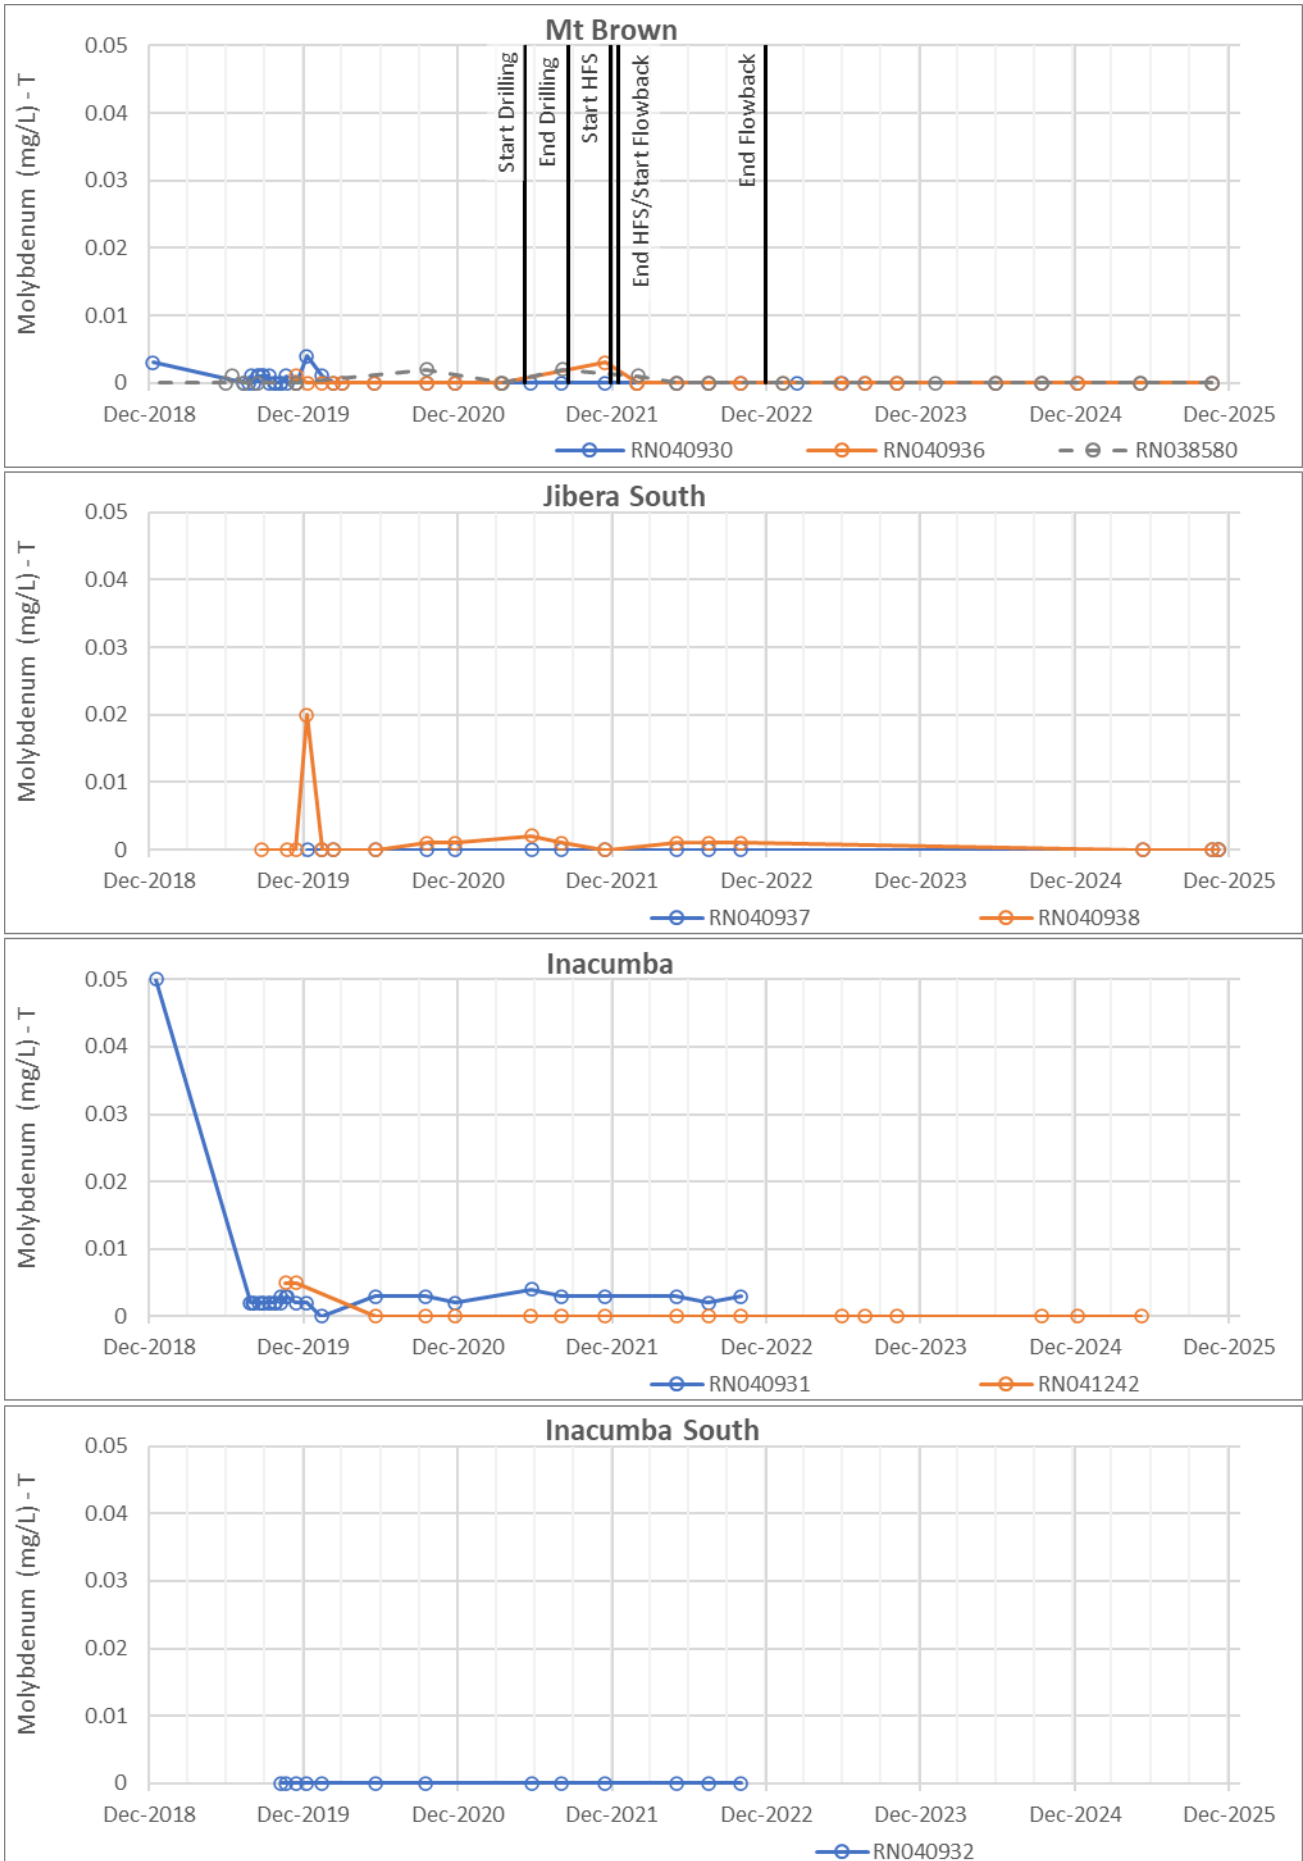 Mt Brown
Molybdenum (mg/L) - T
0.05
0.04
0.03
0.02
0.01
0
Start Drilling
End Drilling
Start HFS
End HFS/Start Flowback
End Flowback
Dec-2018 Dec-2019 Dec-2020 Dec-2021 Dec-2022 Dec-2023 Dec-2024 Dec-2025
RN040930 RN040936 RN038580
Jibera South
Molybdenum (mg/L) - T
0.05
0.04
0.03
0.02
0.01
0
Dec-2018 Dec-2019 Dec-2020 Dec-2021 Dec-2022 Dec-2023 Dec-2024 Dec-2025
RN040937 RN040938
Inacumba
Molybdenum (mg/L) - T
0.05
0.04
0.03
0.02
0.01
0
Dec-2018 Dec-2019 Dec-2020 Dec-2021 Dec-2022 Dec-2023 Dec-2024 Dec-2025
RN040931 RN041242
Inacumba South
Molybdenum (mg/L) - T
0.05
0.04
0.03
0.02
0.01
0
Dec-2018 Dec-2019 Dec-2020 Dec-2021 Dec-2022 Dec-2023 Dec-2024 Dec-2025
RN040932